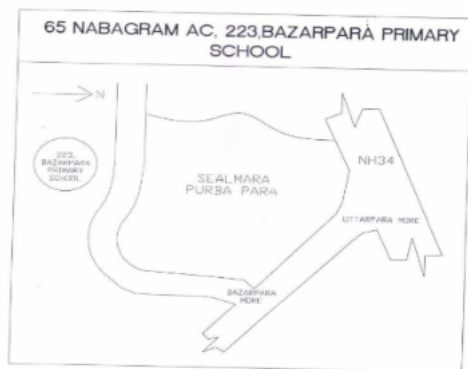 65 NABAGRAM AC, 223,BAZARPARA PRIMARY
SCHOOL
N
223,
BAZARPARA
PRIMARY
SCHOOL
SEALMARA
PURBA PARA
NH34
UTTARPARA MORE
BAZARPARA
MORE